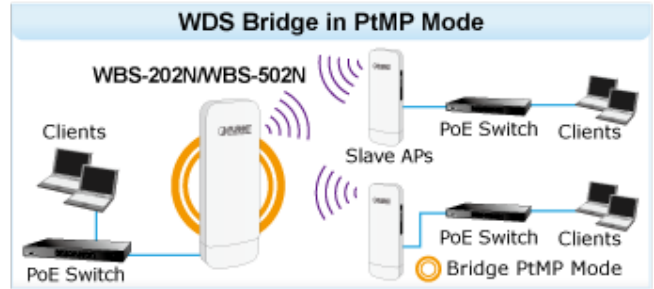 WDS Bridge in PtMP Mode
WBS-202N/WBS-502N
Clients
PoE Switch
PLANET
Slave APs
PoE Switch
Clients
PoE Switch
Clients
Bridge PtMP Mode